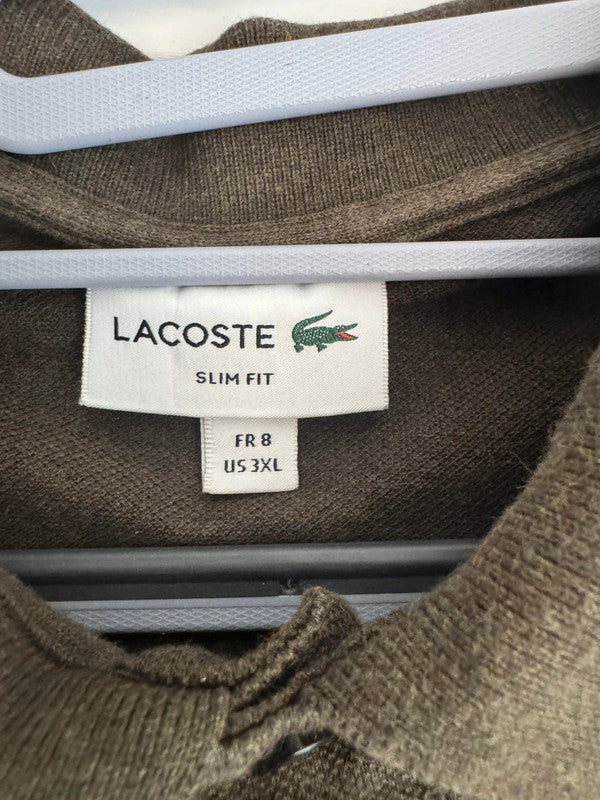 LACOSTE
SLIM FIT
FR 8
US 3XL